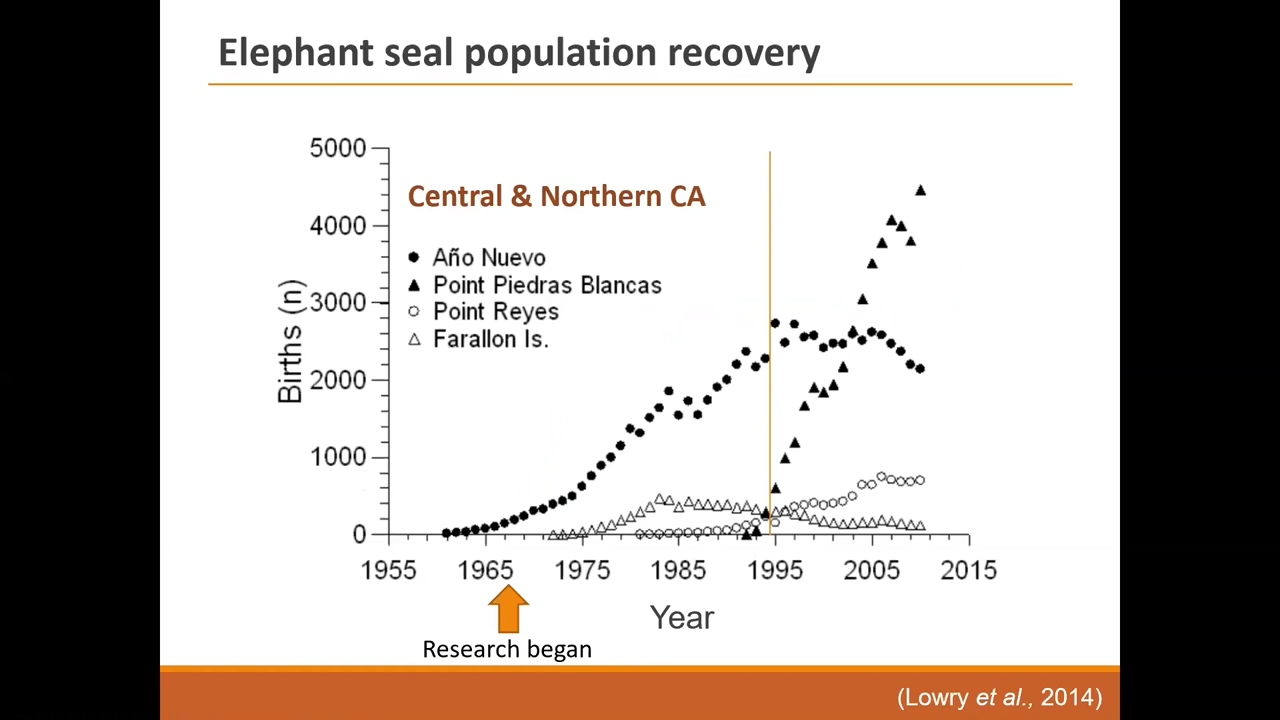 Elephant seal population recovery
5000
4000
3000
2000
1000
0
Births (n)
Central & Northern CA
Año Nuevo
Point Piedras Blancas
Point Reyes
Farallon Is.
1955 1965 1975 1985 1995 2005 2015
Year
Research began
(Lowry et al., 2014)